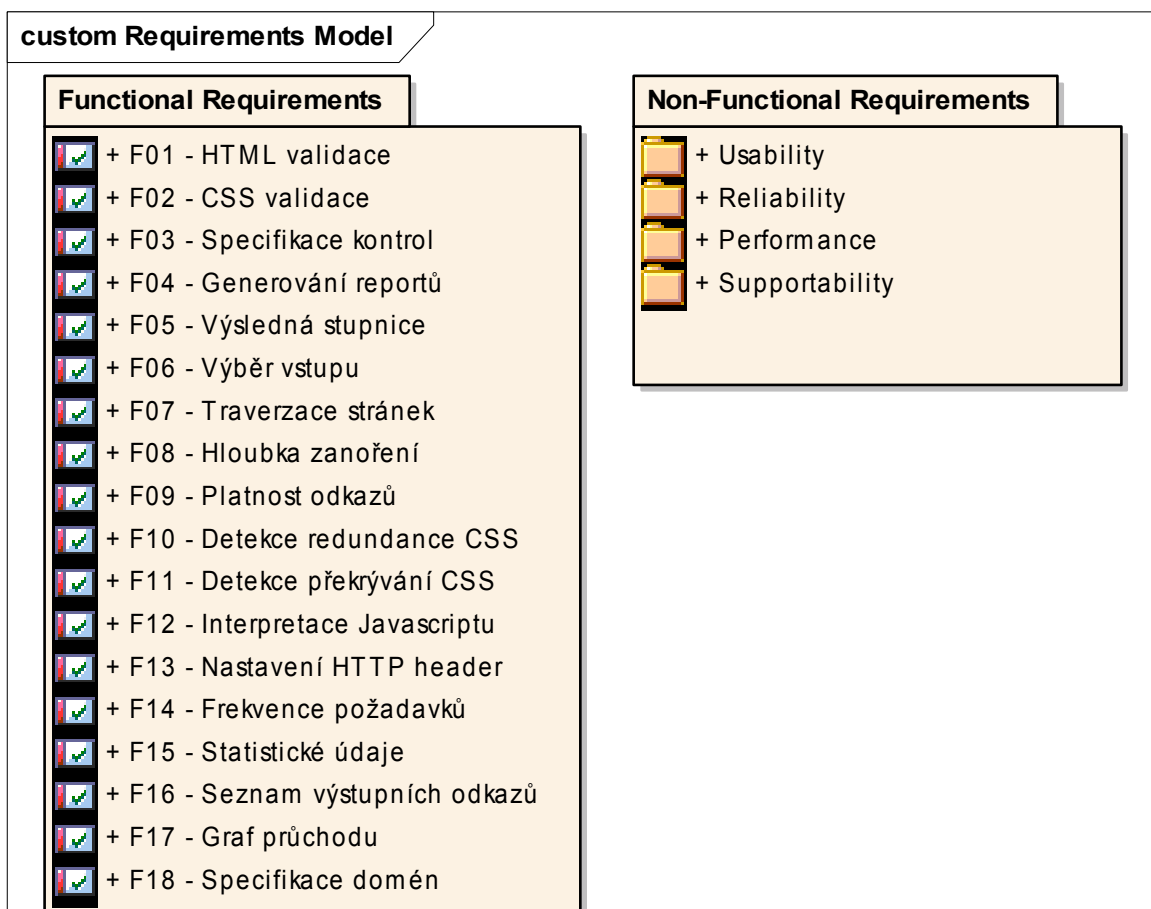 custom Requirements Model
Functional Requirements
+ F01 - HTML validace
+ F02 - CSS validace
+ F03 - Specifikace kontrol
+ F04 - Generování reportů
+ F05 - Výsledná stupnice
+ F06 - Výběr vstupu
+ F07 - Traverzace stránek
+ F08 - Hloubka zanoření
+ F09 - Platnost odkazů
+ F10 - Detekce redundance CSS
+ F11 - Detekce překrývání CSS
+ F12 - Interpretace Javascriptu
+ F13 - Nastavení HTTP header
+ F14 - Frekvence požadavků
+ F15 - Statistické údaje
+ F16 - Seznam výstupních odkazů
+ F17 - Graf průchodu
+ F18 - Specifikace domén
Non-Functional Requirements
+ Usability
+ Reliability
+ Performance
+ Supportability